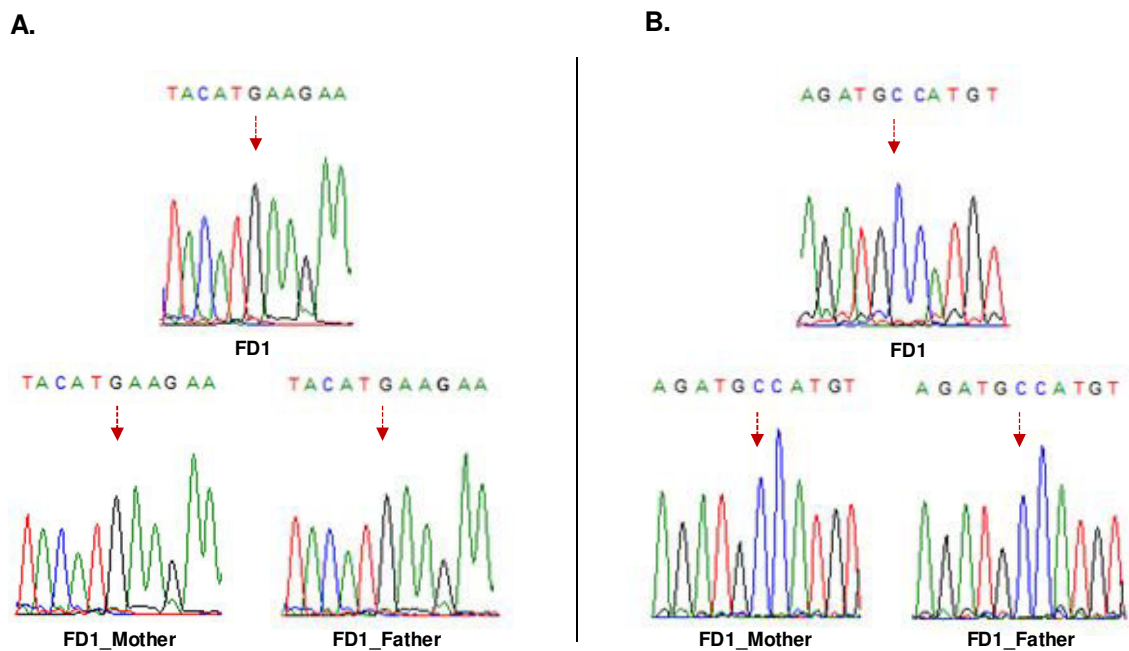 A.
B.
TACATGAAGAA
AGATGCCATGT
FD1
FD1
TACATGAAGAA
TACATGAAGAA
AGATGCCATGT
AGATGCCATGT
FD1_Mother
FD1_Father
FD1_Mother
FD1_Father